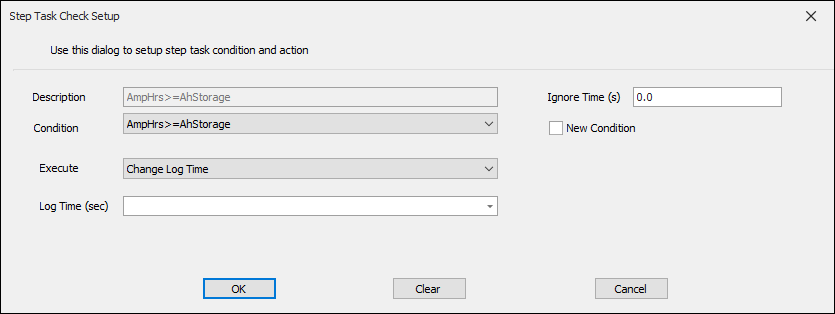 Step Task Check Setup
Use this dialog to setup step task condition and action
Description AmpHrs>=AhStorage Ignore Time (s) 0.0
Condition AmpHrs>=AhStorage New Condition
Execute Change Log Time
Log Time (sec)
OK Clear Cancel